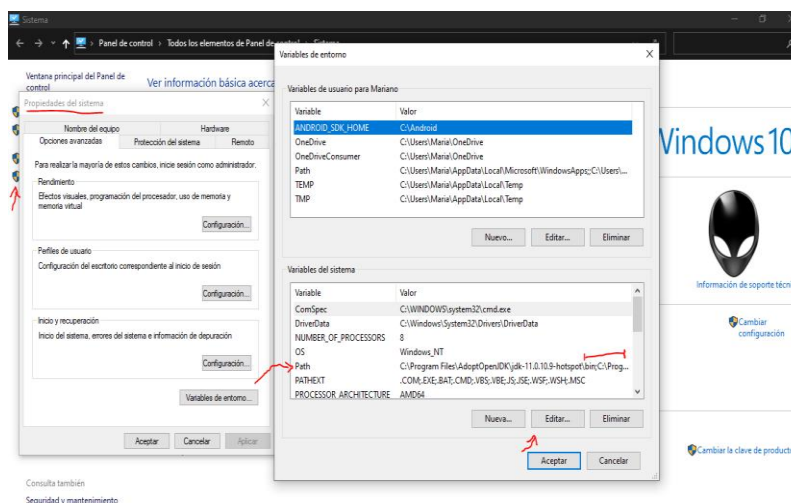 Sistema
Panel de control > Todos los elementos de Panel de control > Sistema
Ventana principal del Panel de control
Ver información básica acerca
Propiedades del sistema
Nombre del equipo
Hardware
Opciones avanzadas
Protección del sistema
Remoto
Para realizar la mayoría de estos cambios, inicie sesión como administrador.
Rendimiento
Efectos visuales, programación del procesador, uso de memoria y
memoria virtual
Configuración...
Perfiles de usuario
Configuración del escritorio correspondiente al inicio de sesión
Configuración...
Inicio y recuperación
Inicio del sistema, errores del sistema e información de depuración
Configuración...
Variables de entorno...
Aceptar
Cancelar
Aplicar
Consulta también
Seguridad y mantenimiento
Variables de entorno
Variables de usuario para Mariano
Variable Valor
ANDROID_SDK_HOME C:\Android
OneDrive C:\Users\Maria\OneDrive
OneDriveConsumer C:\Users\Maria\OneDrive
Path C:\Users\Maria\AppData\Local\Microsoft\WindowsApps;;C:\Users\...
TEMP C:\Users\Maria\AppData\Local\Temp
TMP C:\Users\Maria\AppData\Local\Temp
Nuevo...
Editar...
Eliminar
Variables del sistema
Variable Valor
ComSpec C:\WINDOWS\system32\cmd.exe
DriverData C:\Windows\System32\Drivers\DriverData
NUMBER_OF_PROCESSORS 8
OS Windows_NT
Path C:\Program Files\AdoptOpenJDK\jdk-11.0.10.9-hotspot\bin;C:\Prog...
PATHEXT .COM;.EXE;.BAT;.CMD;.VBS;.VBE;.JS;.JSE;.WSF;.WSH;.MSC
PROCESSOR_ARCHITECTURE AMD64
Nueva...
Editar...
Eliminar
Aceptar
Cancelar
Windows 10
Información de soporte técni
Cambiar
configuración
Cambiar la clave de producto